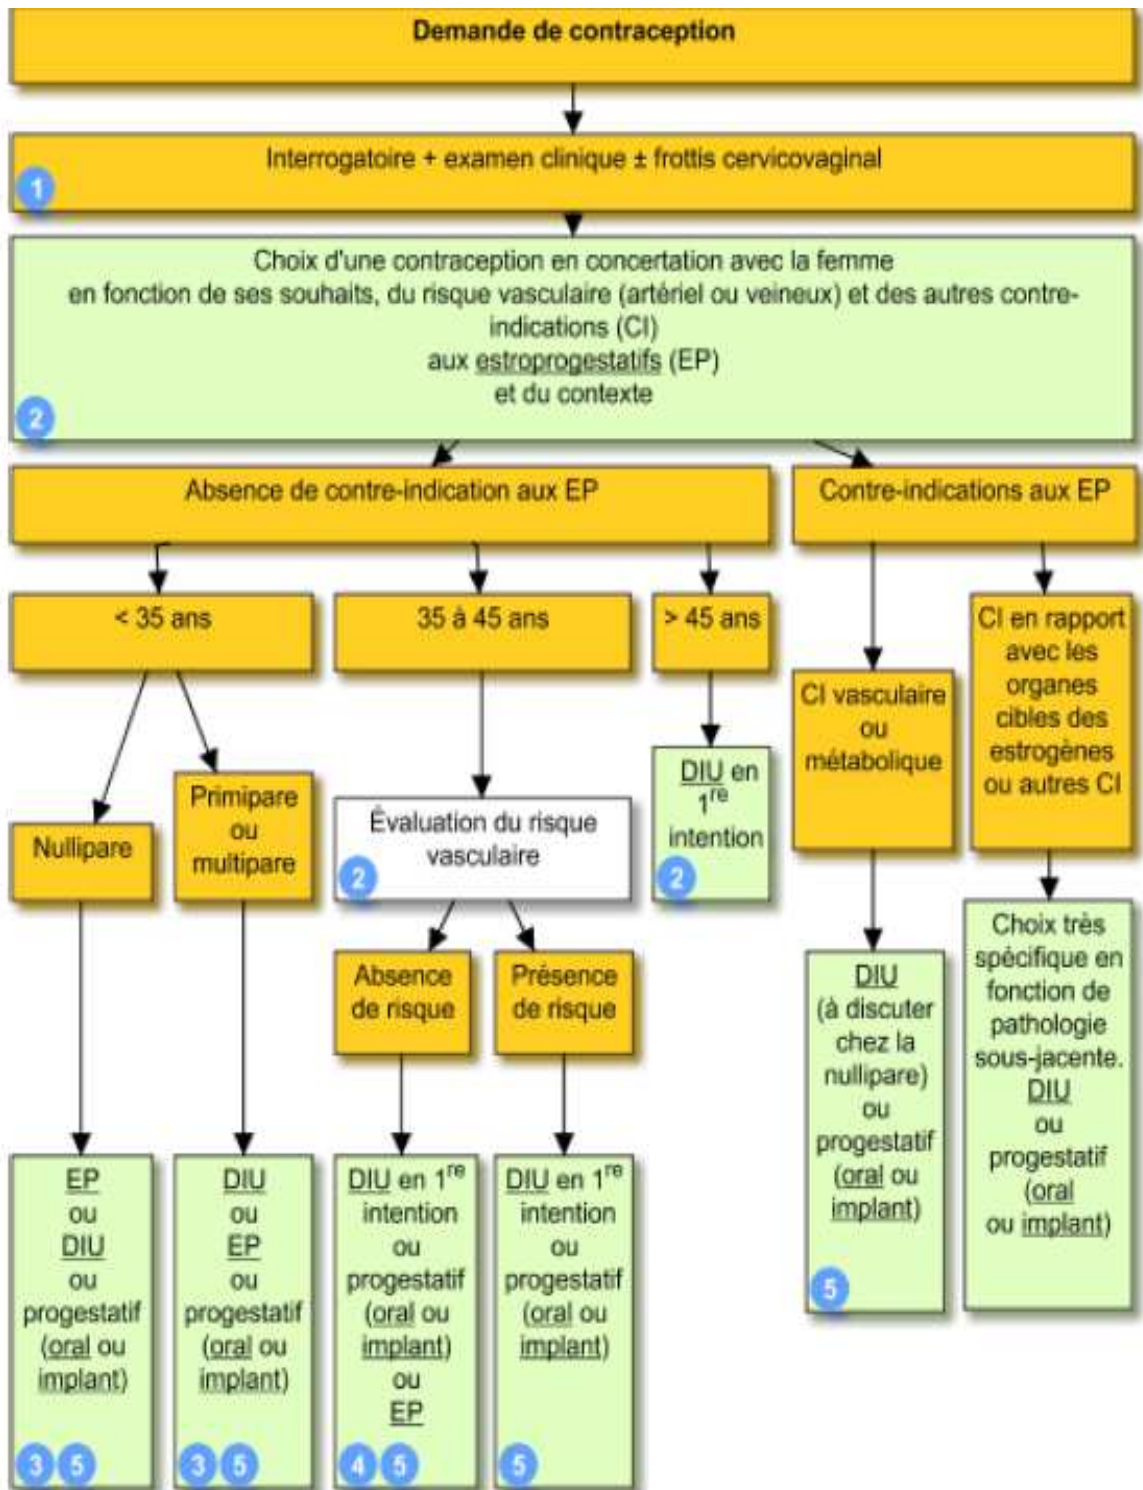 Demande de contraception
Interrogatoire + examen clinique ± frottis cervicovaginal
1
Choix d'une contraception en concertation avec la femme
en fonction de ses souhaits, du risque vasculaire (artériel ou veineux) et des autres contre-
indications (CI)
aux estroprogestatifs (EP)
et du contexte
2
Absence de contre-indication aux EP
Contre-indications aux EP
< 35 ans
35 à 45 ans
> 45 ans
CI vasculaire
ou
métabolique
CI en rapport
avec les
organes
cibles des
estrogènes
ou autres CI
Nullipare
Primipare
ou
multipare
Évaluation du risque
vasculaire
2
DIU en
1re
intention
2
Absence
de risque
Présence
de risque
EP
ou
DIU
ou
progestatif
(oral ou
implant)
3 5
DIU
ou
EP
ou
progestatif
(oral ou
implant)
3 5
DIU en 1re
intention
ou
progestatif
(oral ou
implant)
ou
EP
4 5
DIU en 1re
intention
ou
progestatif
(oral ou
implant)
5
DIU
(à discuter
chez la
nullipare)
ou
progestatif
(oral ou
implant)
5
Choix très
spécifique en
fonction de
pathologie
sous-jacente.
DIU
ou
progestatif
(oral
ou implant)